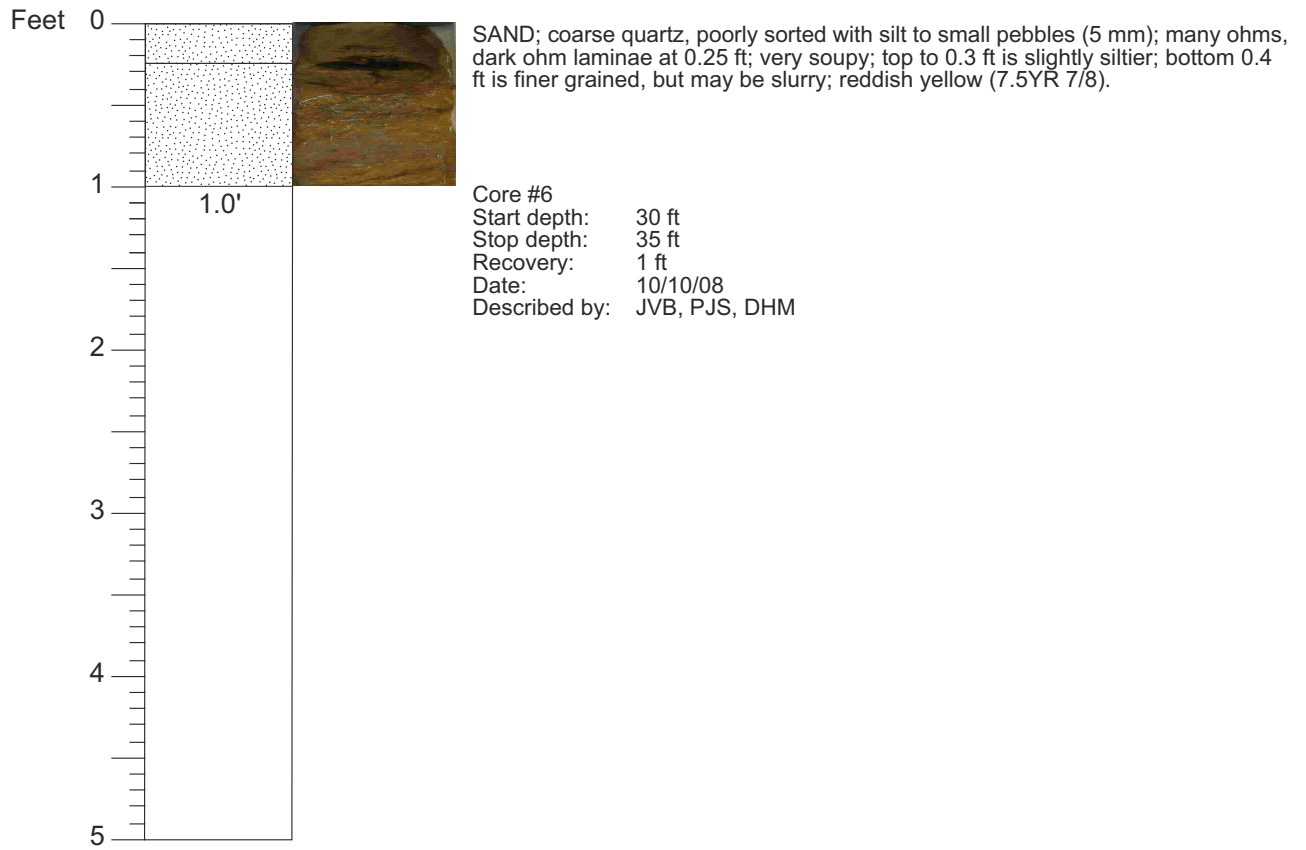 Feet 0
SAND; coarse quartz, poorly sorted with silt to small pebbles (5 mm); many ohms,
dark ohm laminae at 0.25 ft; very soupy; top to 0.3 ft is slightly siltier; bottom 0.4
ft is finer grained, but may be slurry; reddish yellow (7.5YR 7/8).
1
1.0'
Core #6
Start depth: 30 ft
Stop depth: 35 ft
Recovery: 1 ft
Date: 10/10/08
Described by: JVB, PJS, DHM
2
3
4
5